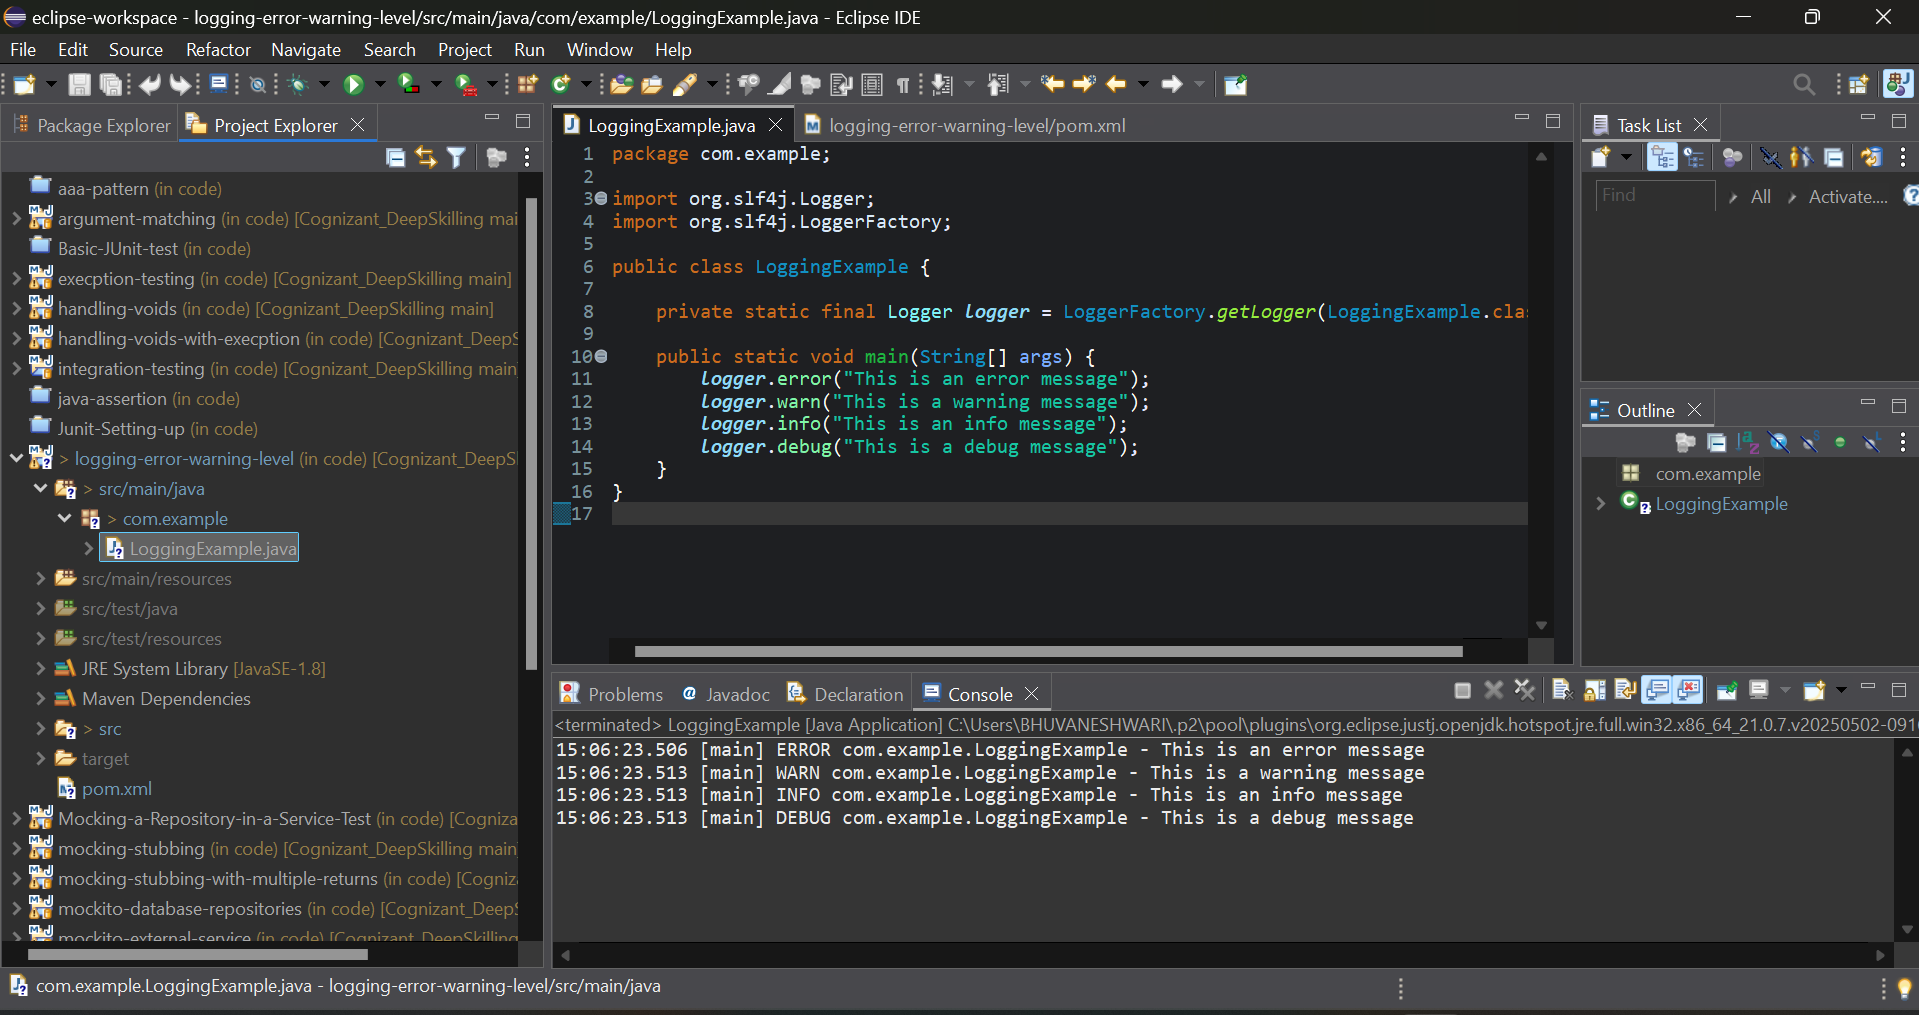 eclipse-workspace - logging-error-warning-level/src/main/java/com/example/LoggingExample.java - Eclipse IDE
File Edit Source Refactor Navigate Search Project Run Window Help
Package Explorer Project Explorer
aaa-pattern (in code)
argument-matching (in code) [Cognizant_DeepSkilling mai
Basic-JUnit-test (in code)
execption-testing (in code) [Cognizant_DeepSkilling main]
handling-voids (in code) [Cognizant_DeepSkilling main]
handling-voids-with-execption (in code) [Cognizant_DeepS
integration-testing (in code) [Cognizant_DeepSkilling main
java-assertion (in code)
Junit-Setting-up (in code)
> logging-error-warning-level (in code) [Cognizant_DeepS
> src/main/java
> com.example
LoggingExample.java
src/main/resources
src/test/java
src/test/resources
JRE System Library [JavaSE-1.8]
Maven Dependencies
> src
target
pom.xml
Mocking-a-Repository-in-a-Service-Test (in code) [Cogniza
mocking-stubbing (in code) [Cognizant_DeepSkilling main
mocking-stubbing-with-multiple-returns (in code) [Cogniz
mockito-database-repositories (in code) [Cognizant_DeepS
mockito-external-service (in code) [Cognizant_DeepSkilling
LoggingExample.java logging-error-warning-level/pom.xml
1 package com.example;
2
3 import org.slf4j.Logger;
4 import org.slf4j.LoggerFactory;
5
6 public class LoggingExample {
7
8 private static final Logger logger = LoggerFactory.getLogger(LoggingExample.cla
9
10 public static void main(String[] args) {
11 logger.error("This is an error message");
12 logger.warn("This is a warning message");
13 logger.info("This is an info message");
14 logger.debug("This is a debug message");
15 }
16 }
17
Problems Javadoc Declaration Console
<terminated> LoggingExample [Java Application] C:\Users\BHUVANESHWARI\.p2\pool\plugins\org.eclipse.justj.openjdk.hotspot.jre.full.win32.x86_64_21.0.7.v20250502-091
15:06:23.506 [main] ERROR com.example.LoggingExample - This is an error message
15:06:23.513 [main] WARN com.example.LoggingExample - This is a warning message
15:06:23.513 [main] INFO com.example.LoggingExample - This is an info message
15:06:23.513 [main] DEBUG com.example.LoggingExample - This is a debug message
Task List
Find All Activate....
Outline
com.example
LoggingExample
com.example.LoggingExample.java - logging-error-warning-level/src/main/java